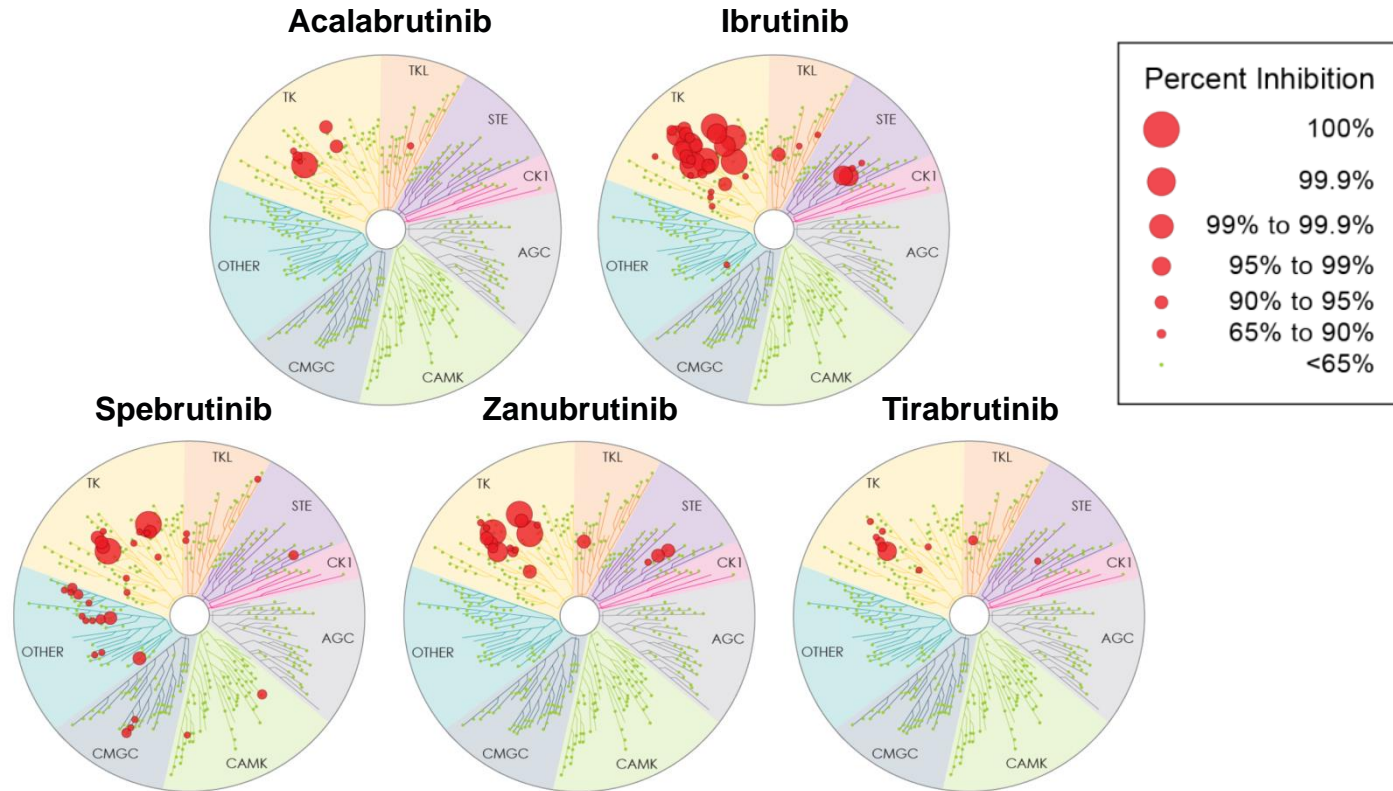 Acalabrutinib
TK
TKL
STE
CK1
AGC
CAMK
CMGC
OTHER
Ibrutinib
TK
TKL
STE
CK1
AGC
CAMK
CMGC
OTHER
Percent Inhibition
100%
99.9%
99% to 99.9%
95% to 99%
90% to 95%
65% to 90%
<65%
Spebrutinib
TK
TKL
STE
CK1
AGC
CAMK
CMGC
OTHER
Zanubrutinib
TK
TKL
STE
CK1
AGC
CAMK
CMGC
OTHER
Tirabrutinib
TK
TKL
STE
CK1
AGC
CAMK
CMGC
OTHER